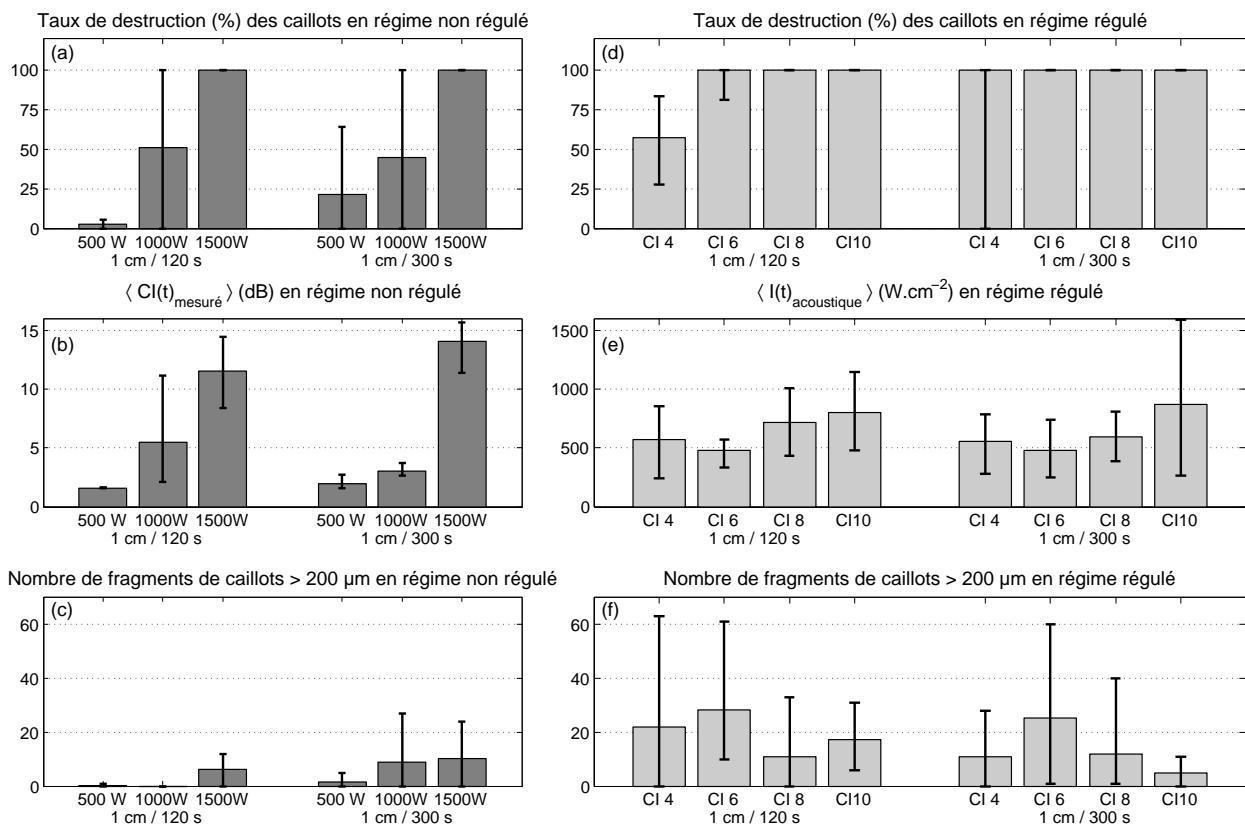 Taux de destruction (%) des caillots en régime non régulé
(a)
100
75
50
25
0
500 W 1000W 1500W 500 W 1000W 1500W
1 cm / 120 s 1 cm / 300 s
Taux de destruction (%) des caillots en régime régulé
(d)
100
75
50
25
0
CI 4 CI 6 CI 8 CI10 CI 4 CI 6 CI 8 CI10
1 cm / 120 s 1 cm / 300 s
⟨ CI(t)mesuré ⟩ (dB) en régime non régulé
(b)
15
10
5
0
500 W 1000W 1500W 500 W 1000W 1500W
1 cm / 120 s 1 cm / 300 s
⟨ I(t)acoustique ⟩ (W.cm−2) en régime régulé
(e)
1500
1000
500
0
CI 4 CI 6 CI 8 CI10 CI 4 CI 6 CI 8 CI10
1 cm / 120 s 1 cm / 300 s
Nombre de fragments de caillots > 200 µm en régime non régulé
(c)
60
40
20
0
500 W 1000W 1500W 500 W 1000W 1500W
1 cm / 120 s 1 cm / 300 s
Nombre de fragments de caillots > 200 µm en régime régulé
(f)
60
40
20
0
CI 4 CI 6 CI 8 CI10 CI 4 CI 6 CI 8 CI10
1 cm / 120 s 1 cm / 300 s